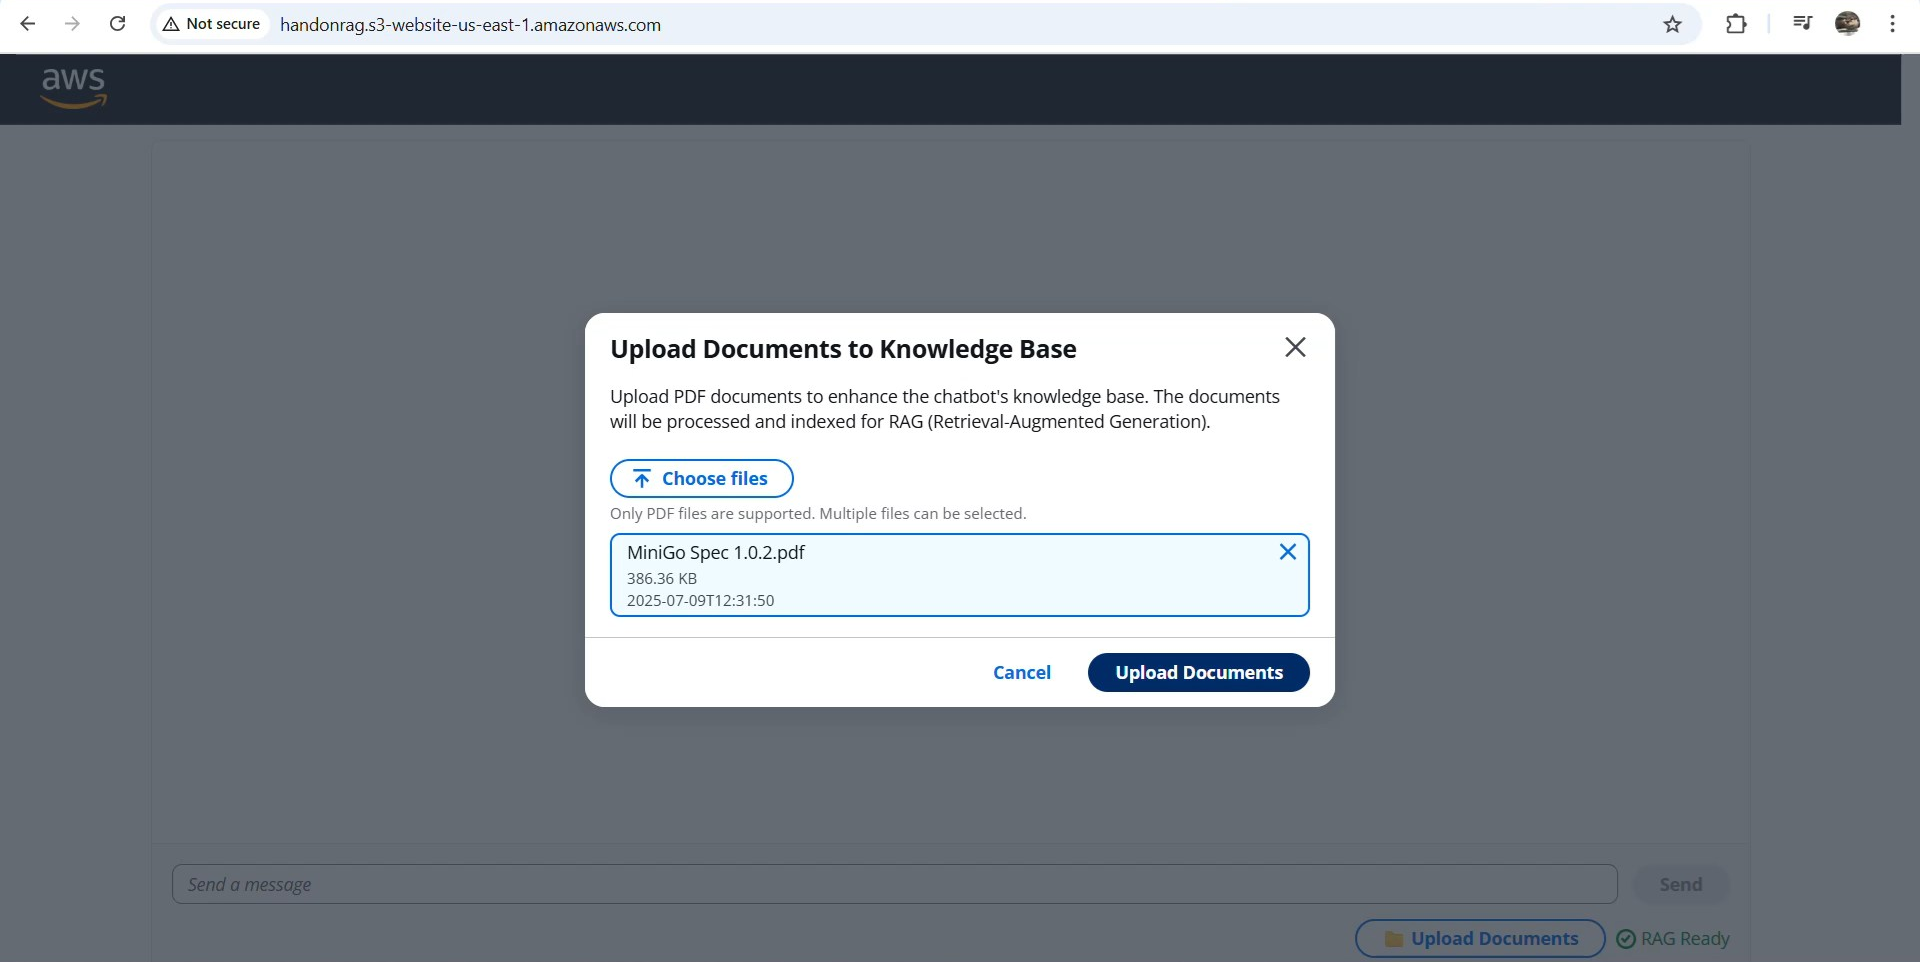 Not secure handonrag.s3-website-us-east-1.amazonaws.com
aws
Upload Documents to Knowledge Base
Upload PDF documents to enhance the chatbot's knowledge base. The documents
will be processed and indexed for RAG (Retrieval-Augmented Generation).
Choose files
Only PDF files are supported. Multiple files can be selected.
MiniGo Spec 1.0.2.pdf
386.36 KB
2025-07-09T12:31:50
Cancel Upload Documents
Send a message Send
Upload Documents RAG Ready